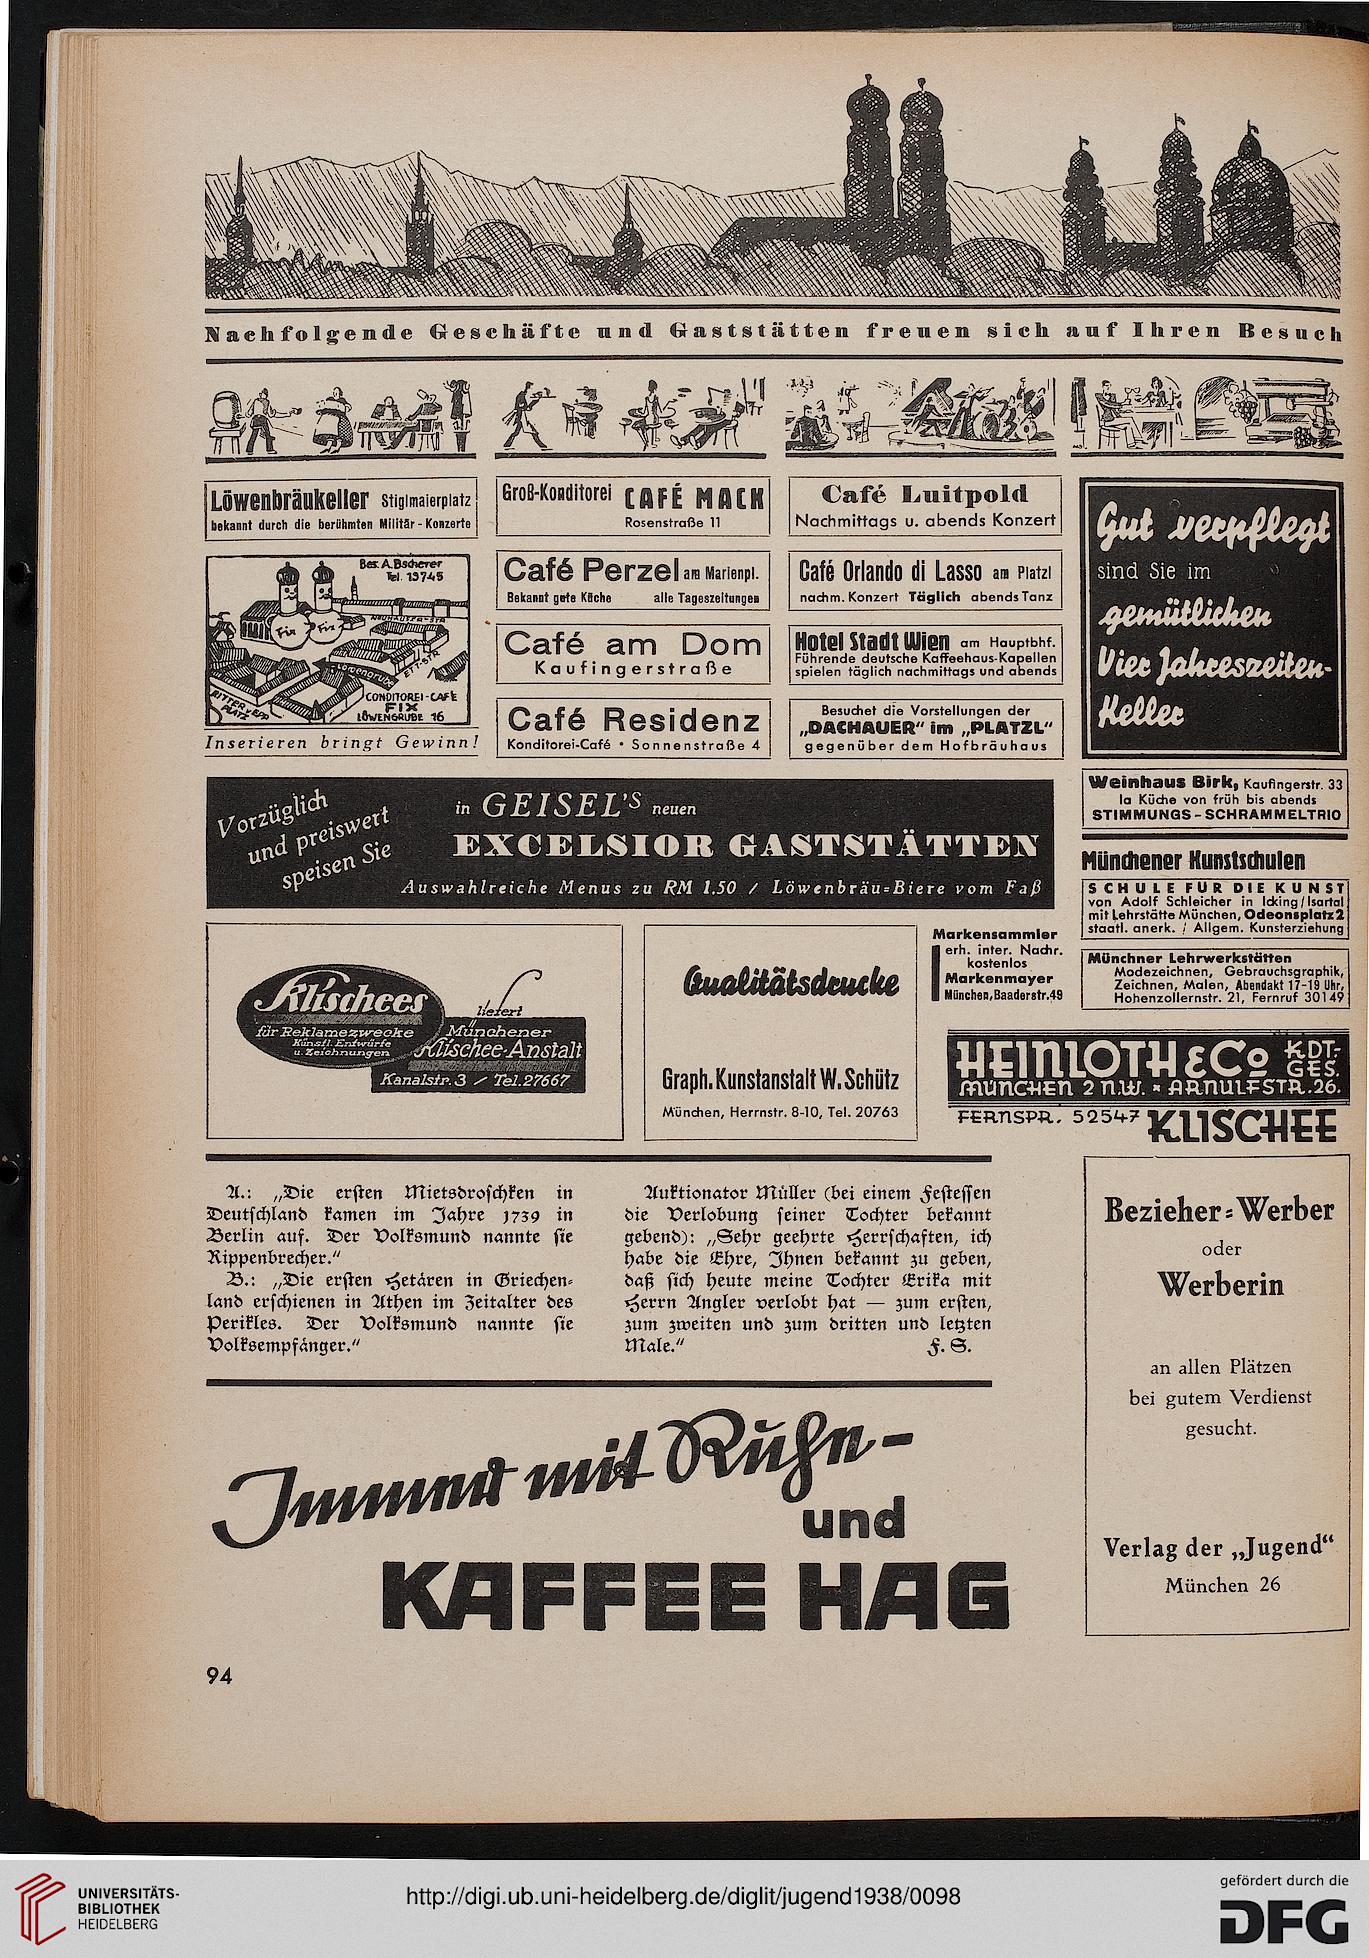 Nachfolgende Geschäfte und Gaststätten freuen sich auf Ihren Besuch
Löwenbräukeller Stiglmaierplatz
bekannt durch die berühmten Militär-Konzerte
Bes. A. Bscherer
Tel. 13745
Fix Fix
NEUHAUSER-STR
LÖWENGRUBE
ETT-STR
RITTER v EPP PLATZ
CONDITOREI-CAFÉ
FIX
LÖWENGRUBE 16
Inserieren bringt Gewinn!
Groß-Konditorei CAFÉ MACK
Rosenstraße 11
Café Perzel am Marienpl.
Bekannt gute Küche alle Tageszeitungen
Café am Dom
Kaufingerstraße
Café Residenz
Konditorei-Café • Sonnenstraße 4
Café Luitpold
Nachmittags u. abends Konzert
Café Orlando di Lasso am Platzl
nachm. Konzert Täglich abends Tanz
Hotel Stadt Wien am Hauptbhf.
Führende deutsche Kaffeehaus-Kapellen
spielen täglich nachmittags und abends
Besuchet die Vorstellungen der
„DACHAUER" im „PLATZL"
gegenüber dem Hofbräuhaus
Gut verpflegt
sind Sie im
gemütlichen
Vier Jahreszeiten-
Keller
Weinhaus Birk, Kaufingerstr. 33
la Küche von früh bis abends
STIMMUNGS-SCHRAMMELTRIO
Vorzüglich
und preiswert
speisen Sie
in GEISEL'S neuen
EXCELSIOR GASTSTÄTTEN
Auswahlreiche Menus zu RM 1.50 / Löwenbräu=Biere vom Faß
Münchener Kunstschulen
SCHULE FÜR DIE KUNST
von Adolf Schleicher in Icking/Isartal
mit Lehrstätte München, Odeonsplatz 2
staatl. anerk. / Allgem. Kunsterziehung
Münchner Lehrwerkstätten
Modezeichnen, Gebrauchsgraphik,
Zeichnen, Malen, Abendakt 17-19 Uhr,
Hohenzollernstr. 21, Fernruf 30149
Klischees
für Reklamezwecke
Künstl. Entwürfe
u. Zeichnungen
liefert
Münchener
Klischee-Anstalt
Kanalstr. 3 / Tel. 27667
Qualitätsdrucke
Graph. Kunstanstalt W. Schütz
München, Herrnstr. 8-10, Tel. 20763
Markensammler
erh. inter. Nachr.
kostenlos
Markenmayer
München, Baaderstr. 49
HEINLOTH & Co KDT-GES.
MÜNCHEN 2 N.W. × ARNULFSTR. 26.
FERNSPR. 52547 KLISCHEE
A.: „Die ersten Mietsdroschken in
Deutschland kamen im Jahre 1739 in
Berlin auf. Der Volksmund nannte sie
Rippenbrecher."
B.: „Die ersten Hetären in Griechen=
land erschienen in Athen im Zeitalter des
Perikles. Der Volksmund nannte sie
Volksempfänger."
Auktionator Müller (bei einem Festessen
die Verlobung seiner Tochter bekannt
gebend): „Sehr geehrte Herrschaften, ich
habe die Ehre, Ihnen bekannt zu geben,
daß sich heute meine Tochter Erika mit
Herrn Angler verlobt hat — zum ersten,
zum zweiten und zum dritten und letzten
Male." F. S.
Immer mit Ruhe-
und
KAFFEE HAG
Bezieher=Werber
oder
Werberin
an allen Plätzen
bei gutem Verdienst
gesucht.
Verlag der „Jugend"
München 26
94
UNIVERSITÄTS-
BIBLIOTHEK
HEIDELBERG
http://digi.ub.uni-heidelberg.de/diglit/jugend1938/0098
gefördert durch die
DFG